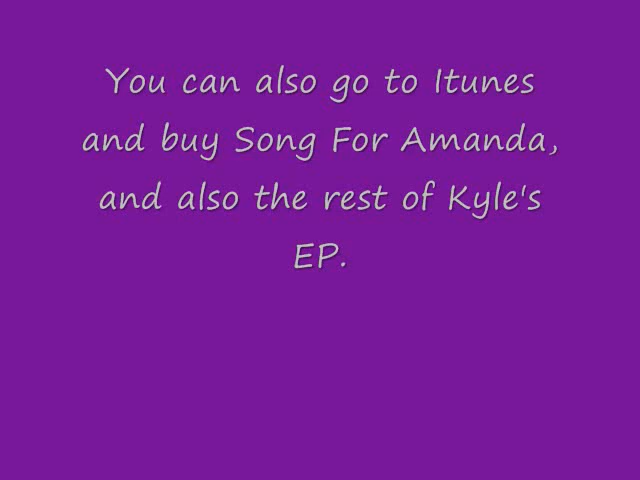 You can also go to Itunes
and buy Song For Amanda,
and also the rest of Kyle's
EP.